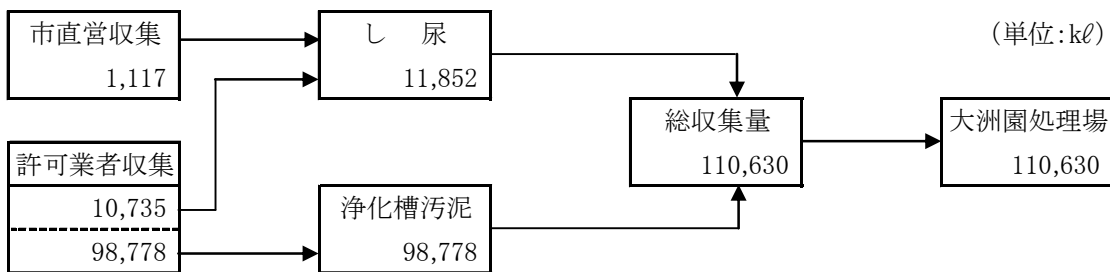 市直営収集
1,117
し 尿
11,852
(単位:kℓ)
総収集量
110,630
大洲園処理場
110,630
許可業者収集
10,735
98,778
浄化槽汚泥
98,778